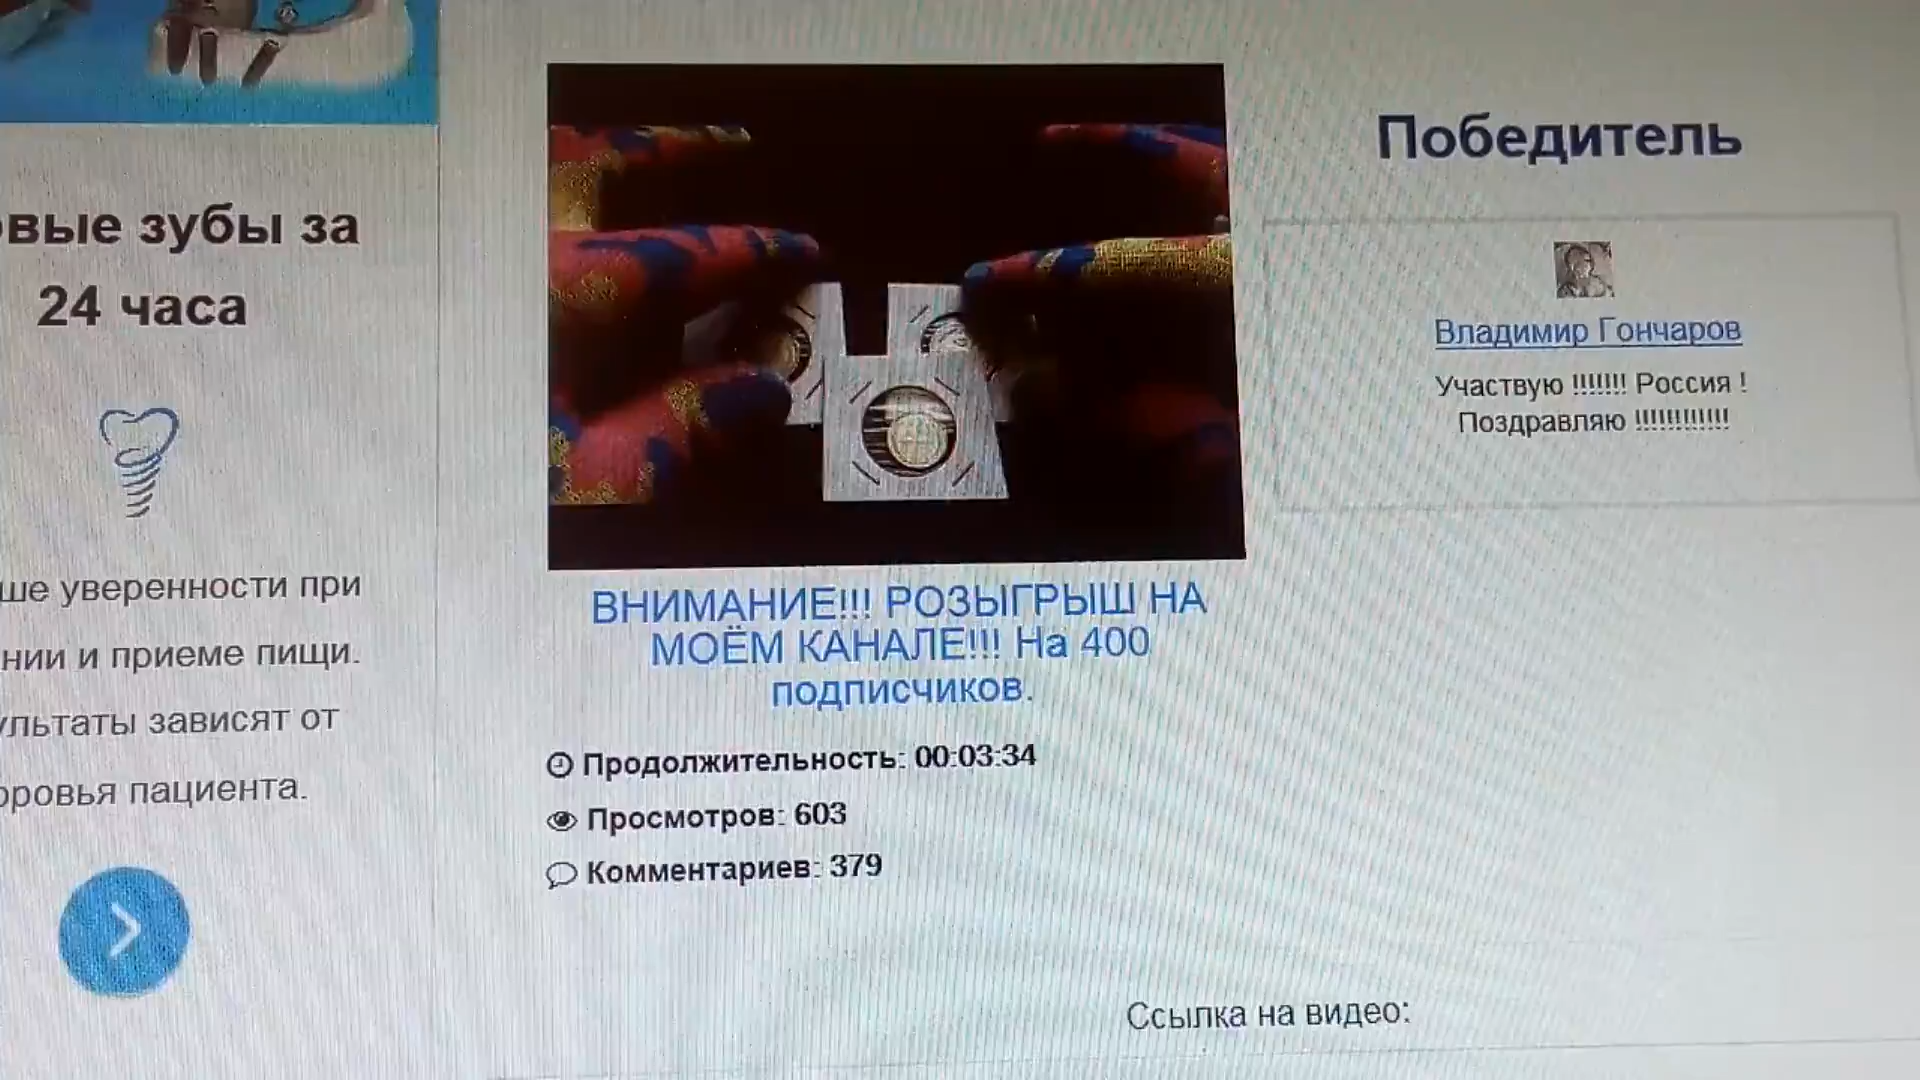 вые зубы за
24 часа
ше уверенности при
нии и приеме пищи.
ультаты зависят от
оровья пациента.
ВНИМАНИЕ!!! РОЗЫГРЫШ НА
МОЁМ КАНАЛЕ!!! На 400
подписчиков.
Продолжительность: 00:03:34
Просмотров: 603
Комментариев: 379
Победитель
Владимир Гончаров
Участвую !!!!!!! Россия !
Поздравляю !!!!!!!!!!!!
Ссылка на видео: